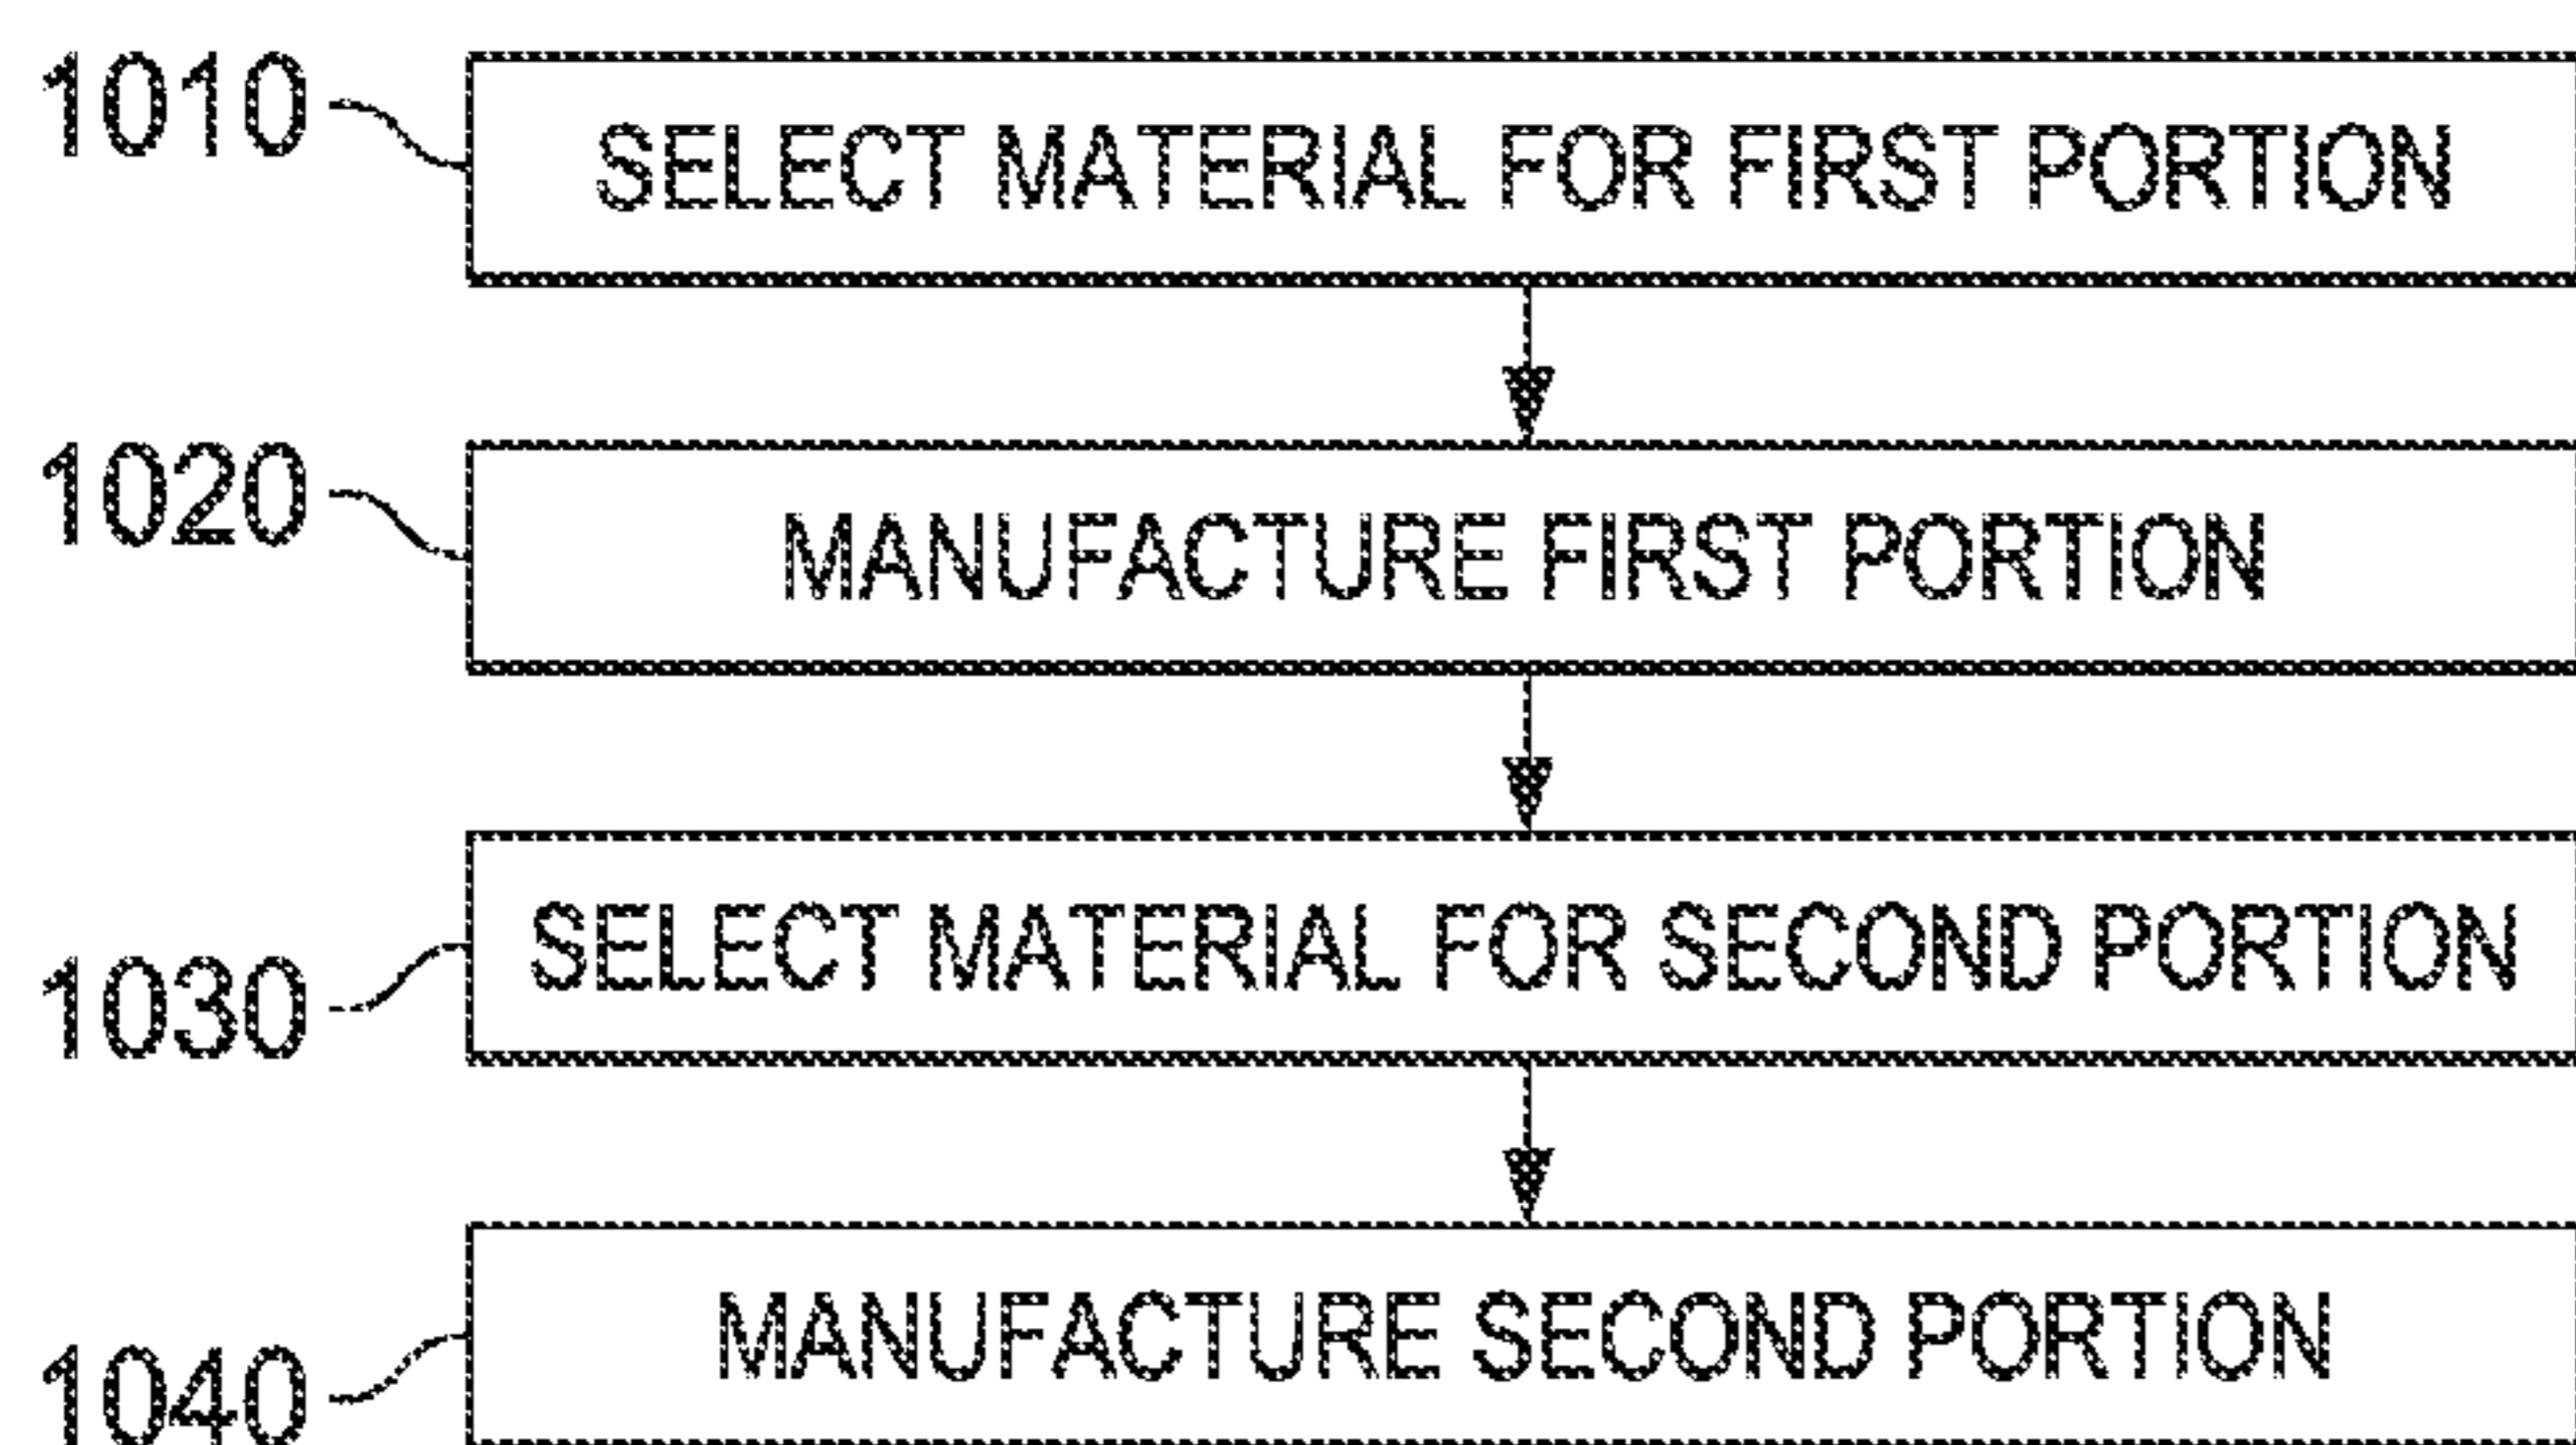 1010 SELECT MATERIAL FOR FIRST PORTION
1020 MANUFACTURE FIRST PORTION
1030 SELECT MATERIAL FOR SECOND PORTION
1040 MANUFACTURE SECOND PORTION